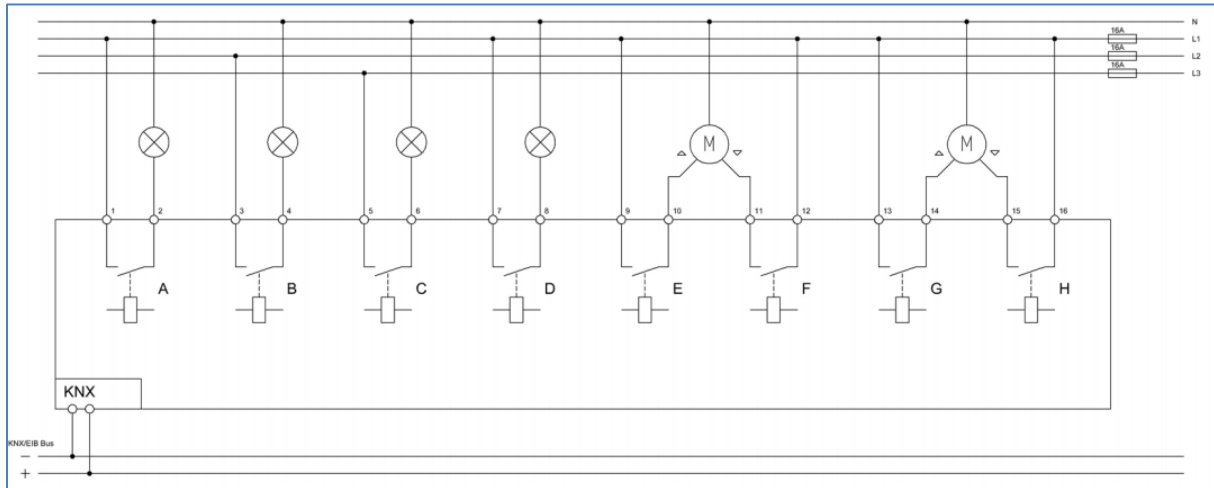 N
16A
L1
16A
L2
16A
L3
M M
1 2 3 4 5 6 7 8 9 10 11 12 13 14 15 16
A B C D E F G H
KNX
KNX/EIB Bus
−
+